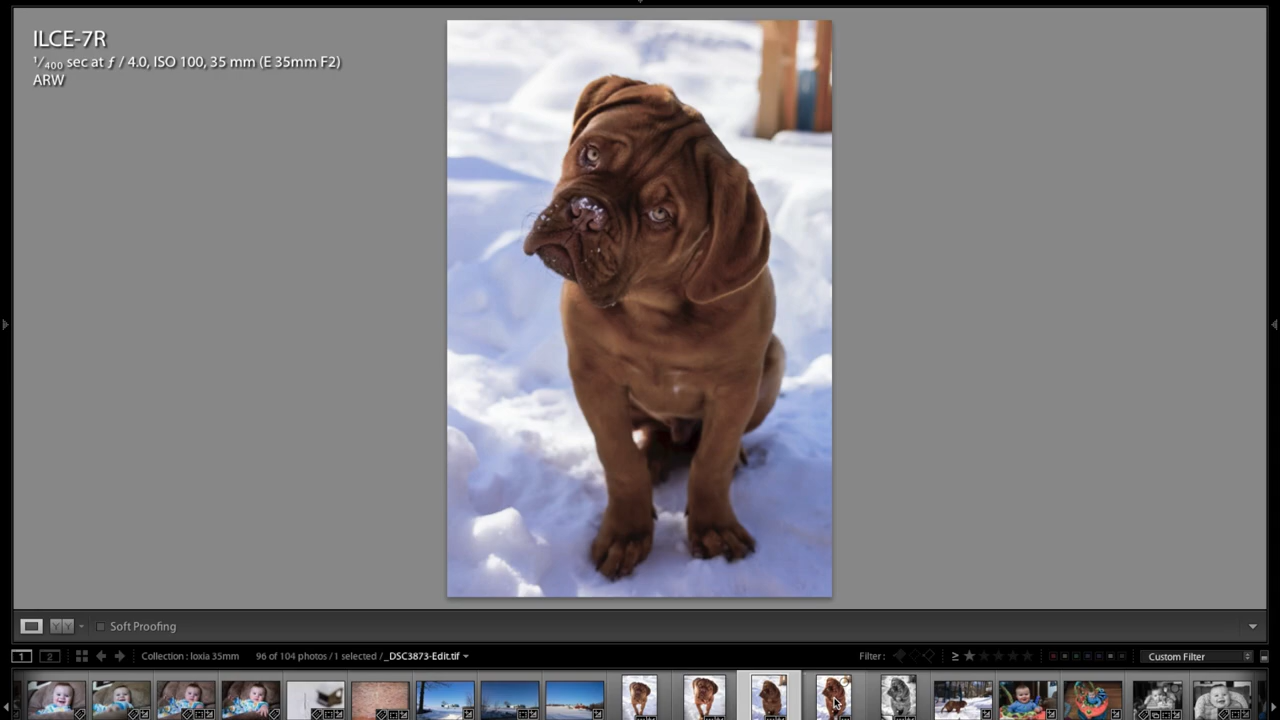 ILCE-7R
1/400 sec at ƒ / 4.0, ISO 100, 35 mm (E 35mm F2)
ARW
Soft Proofing
1 2 Collection : loxia 35mm 96 of 104 photos / 1 selected / _DSC3873-Edit.tif Filter : ≥ Custom Filter